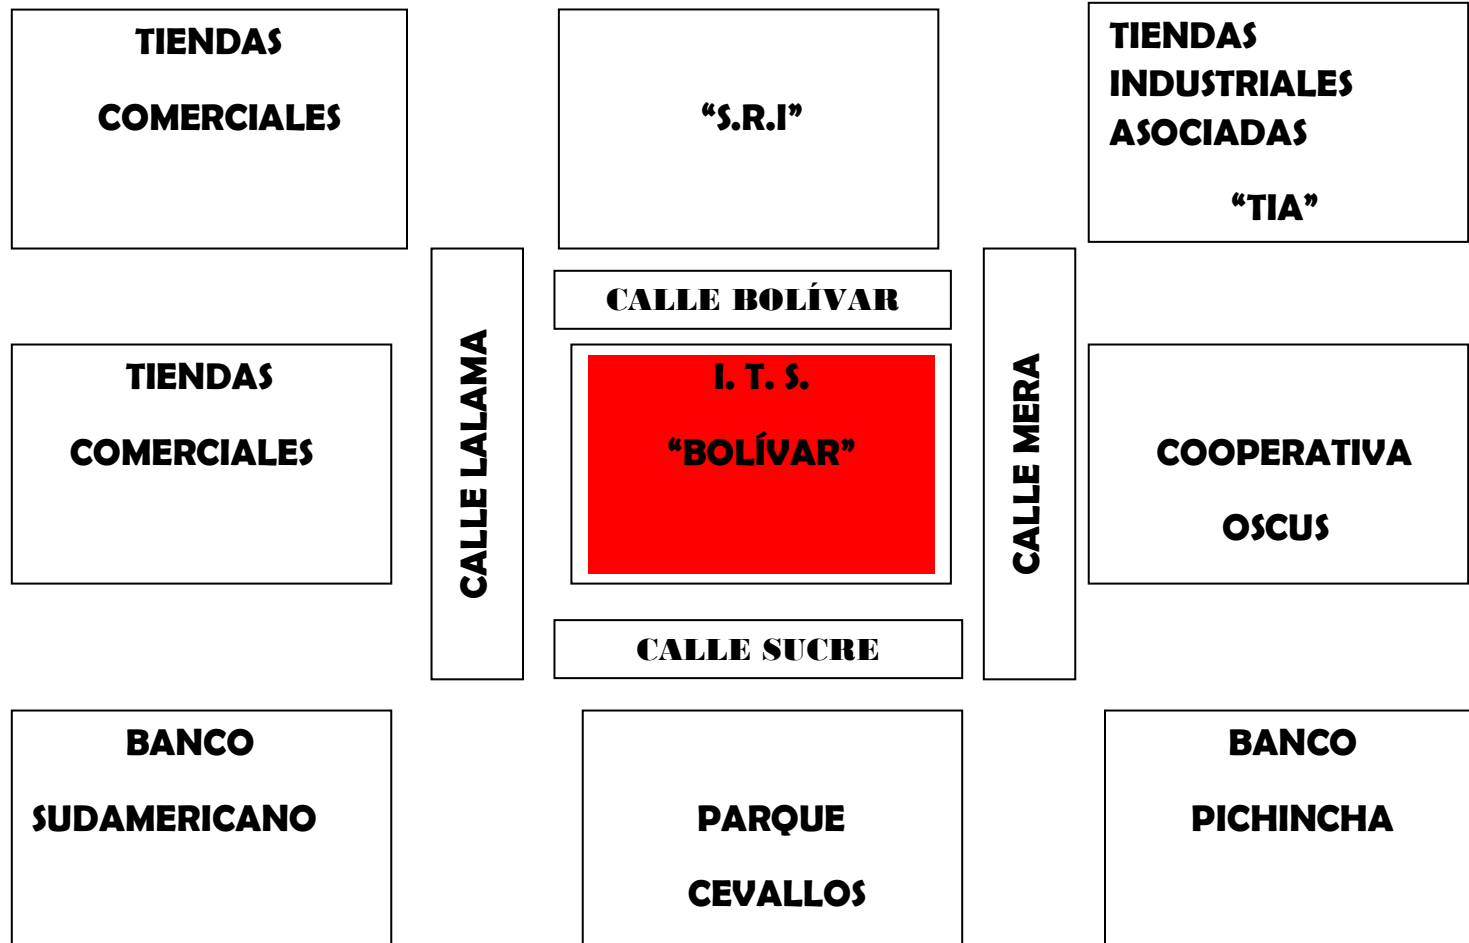 TIENDAS
COMERCIALES
“S.R.I”
TIENDAS
INDUSTRIALES
ASOCIADAS
“TIA”
CALLE BOLÍVAR
TIENDAS
COMERCIALES
CALLE LALAMA
I. T. S.
“BOLÍVAR”
CALLE MERA
COOPERATIVA
OSCUS
CALLE SUCRE
BANCO
SUDAMERICANO
PARQUE
CEVALLOS
BANCO
PICHINCHA